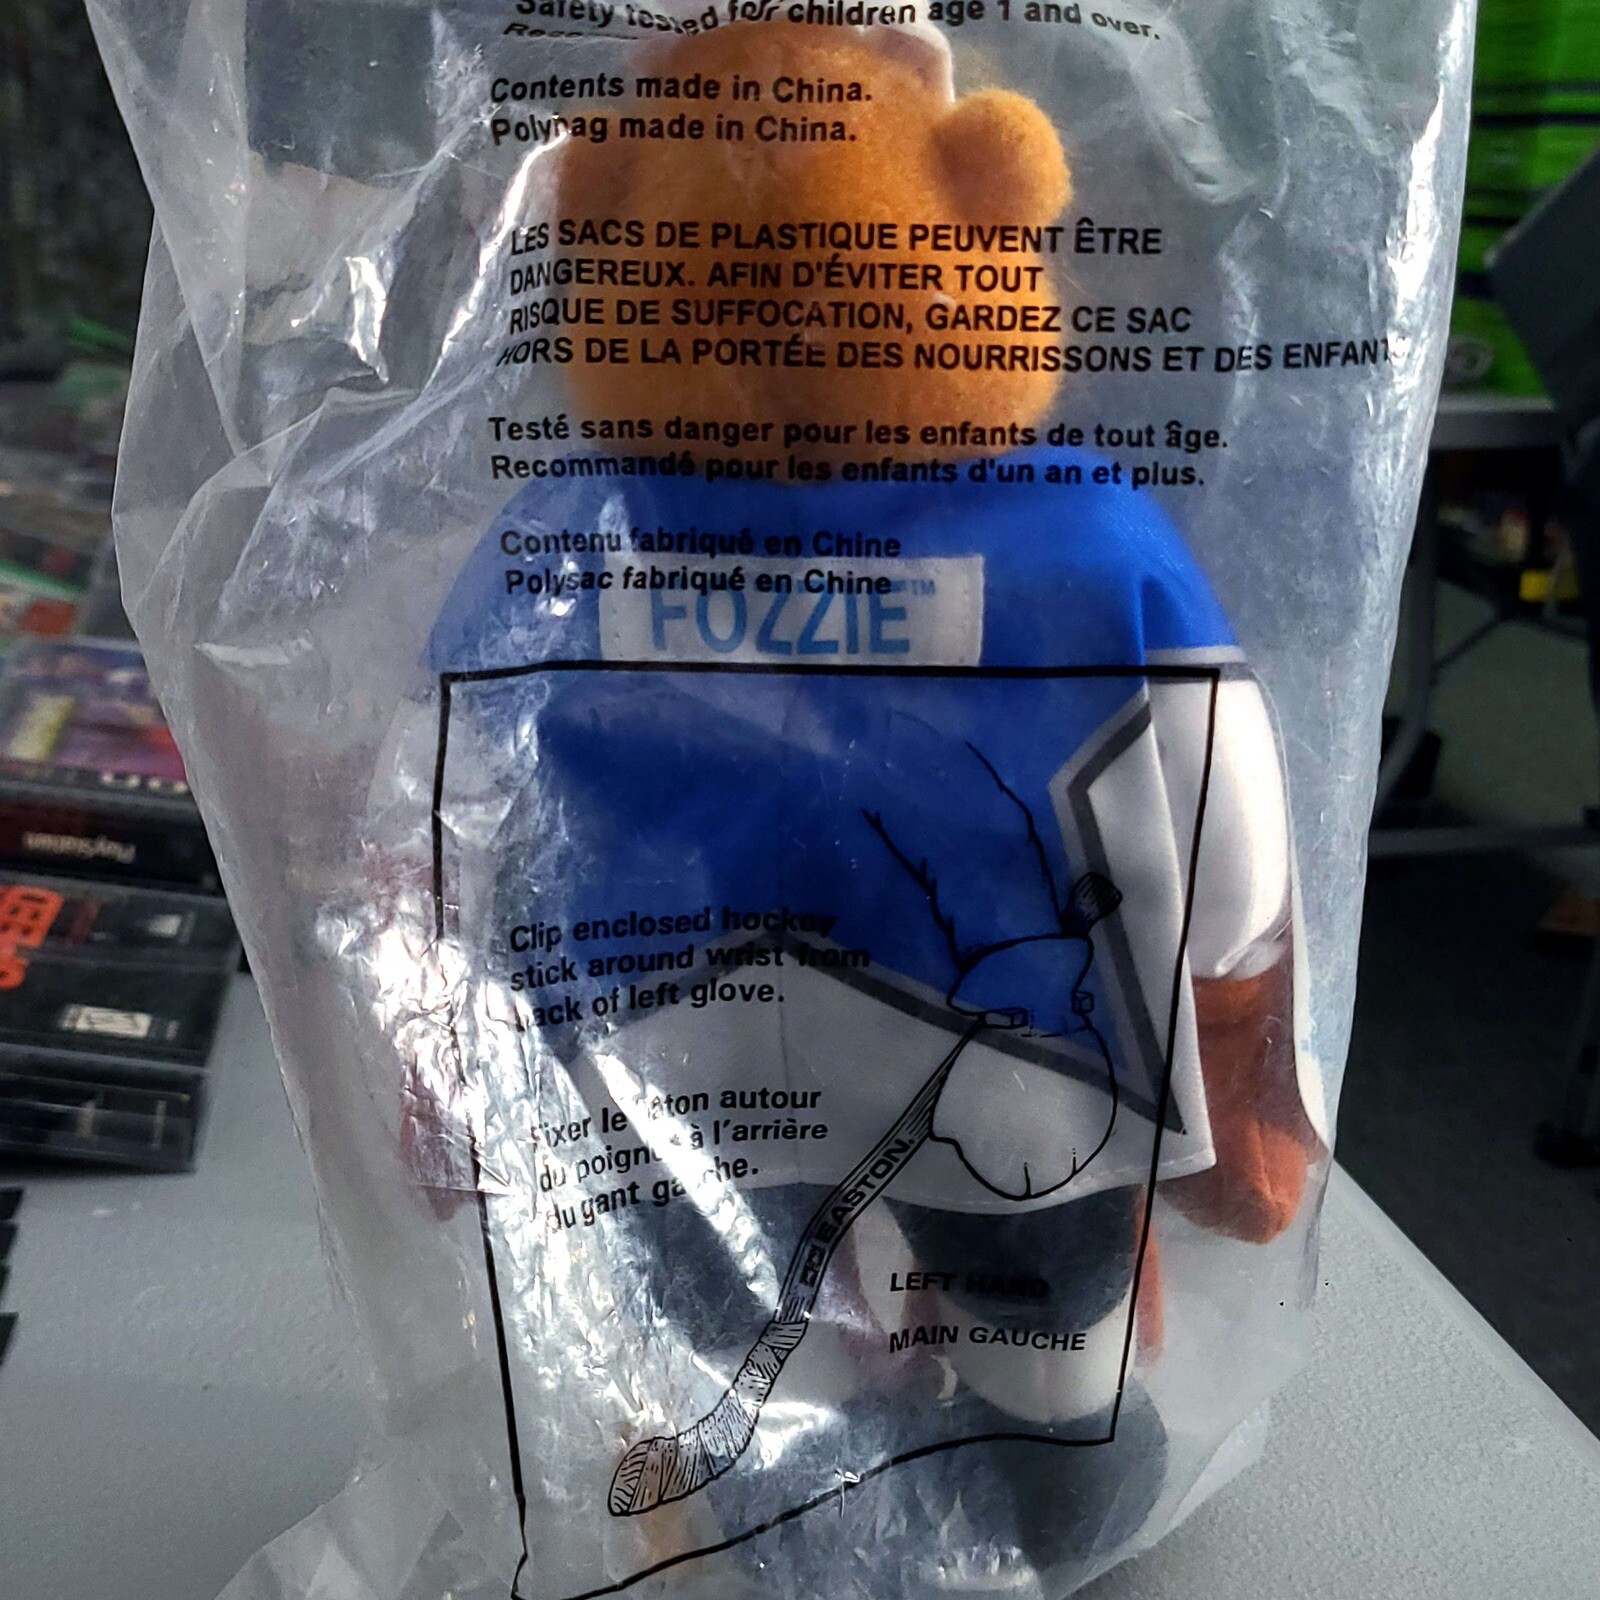 Safety tested for children age 1 and over.
Contents made in China.
Polybag made in China.
LES SACS DE PLASTIQUE PEUVENT ÊTRE
DANGEREUX. AFIN D'ÉVITER TOUT
RISQUE DE SUFFOCATION, GARDEZ CE SAC
HORS DE LA PORTÉE DES NOURRISSONS ET DES ENFANTS
Testé sans danger pour les enfants de tout âge.
Recommandé pour les enfants d'un an et plus.
Contenu fabriqué en Chine
Polysac fabriqué en Chine
FOZZIE™
Clip enclosed hockey
stick around wrist from
back of left glove.
Fixer le bâton autour
du poignet à l'arrière
du gant gauche.
EASTON.
LEFT HAND
MAIN GAUCHE
PlayStation